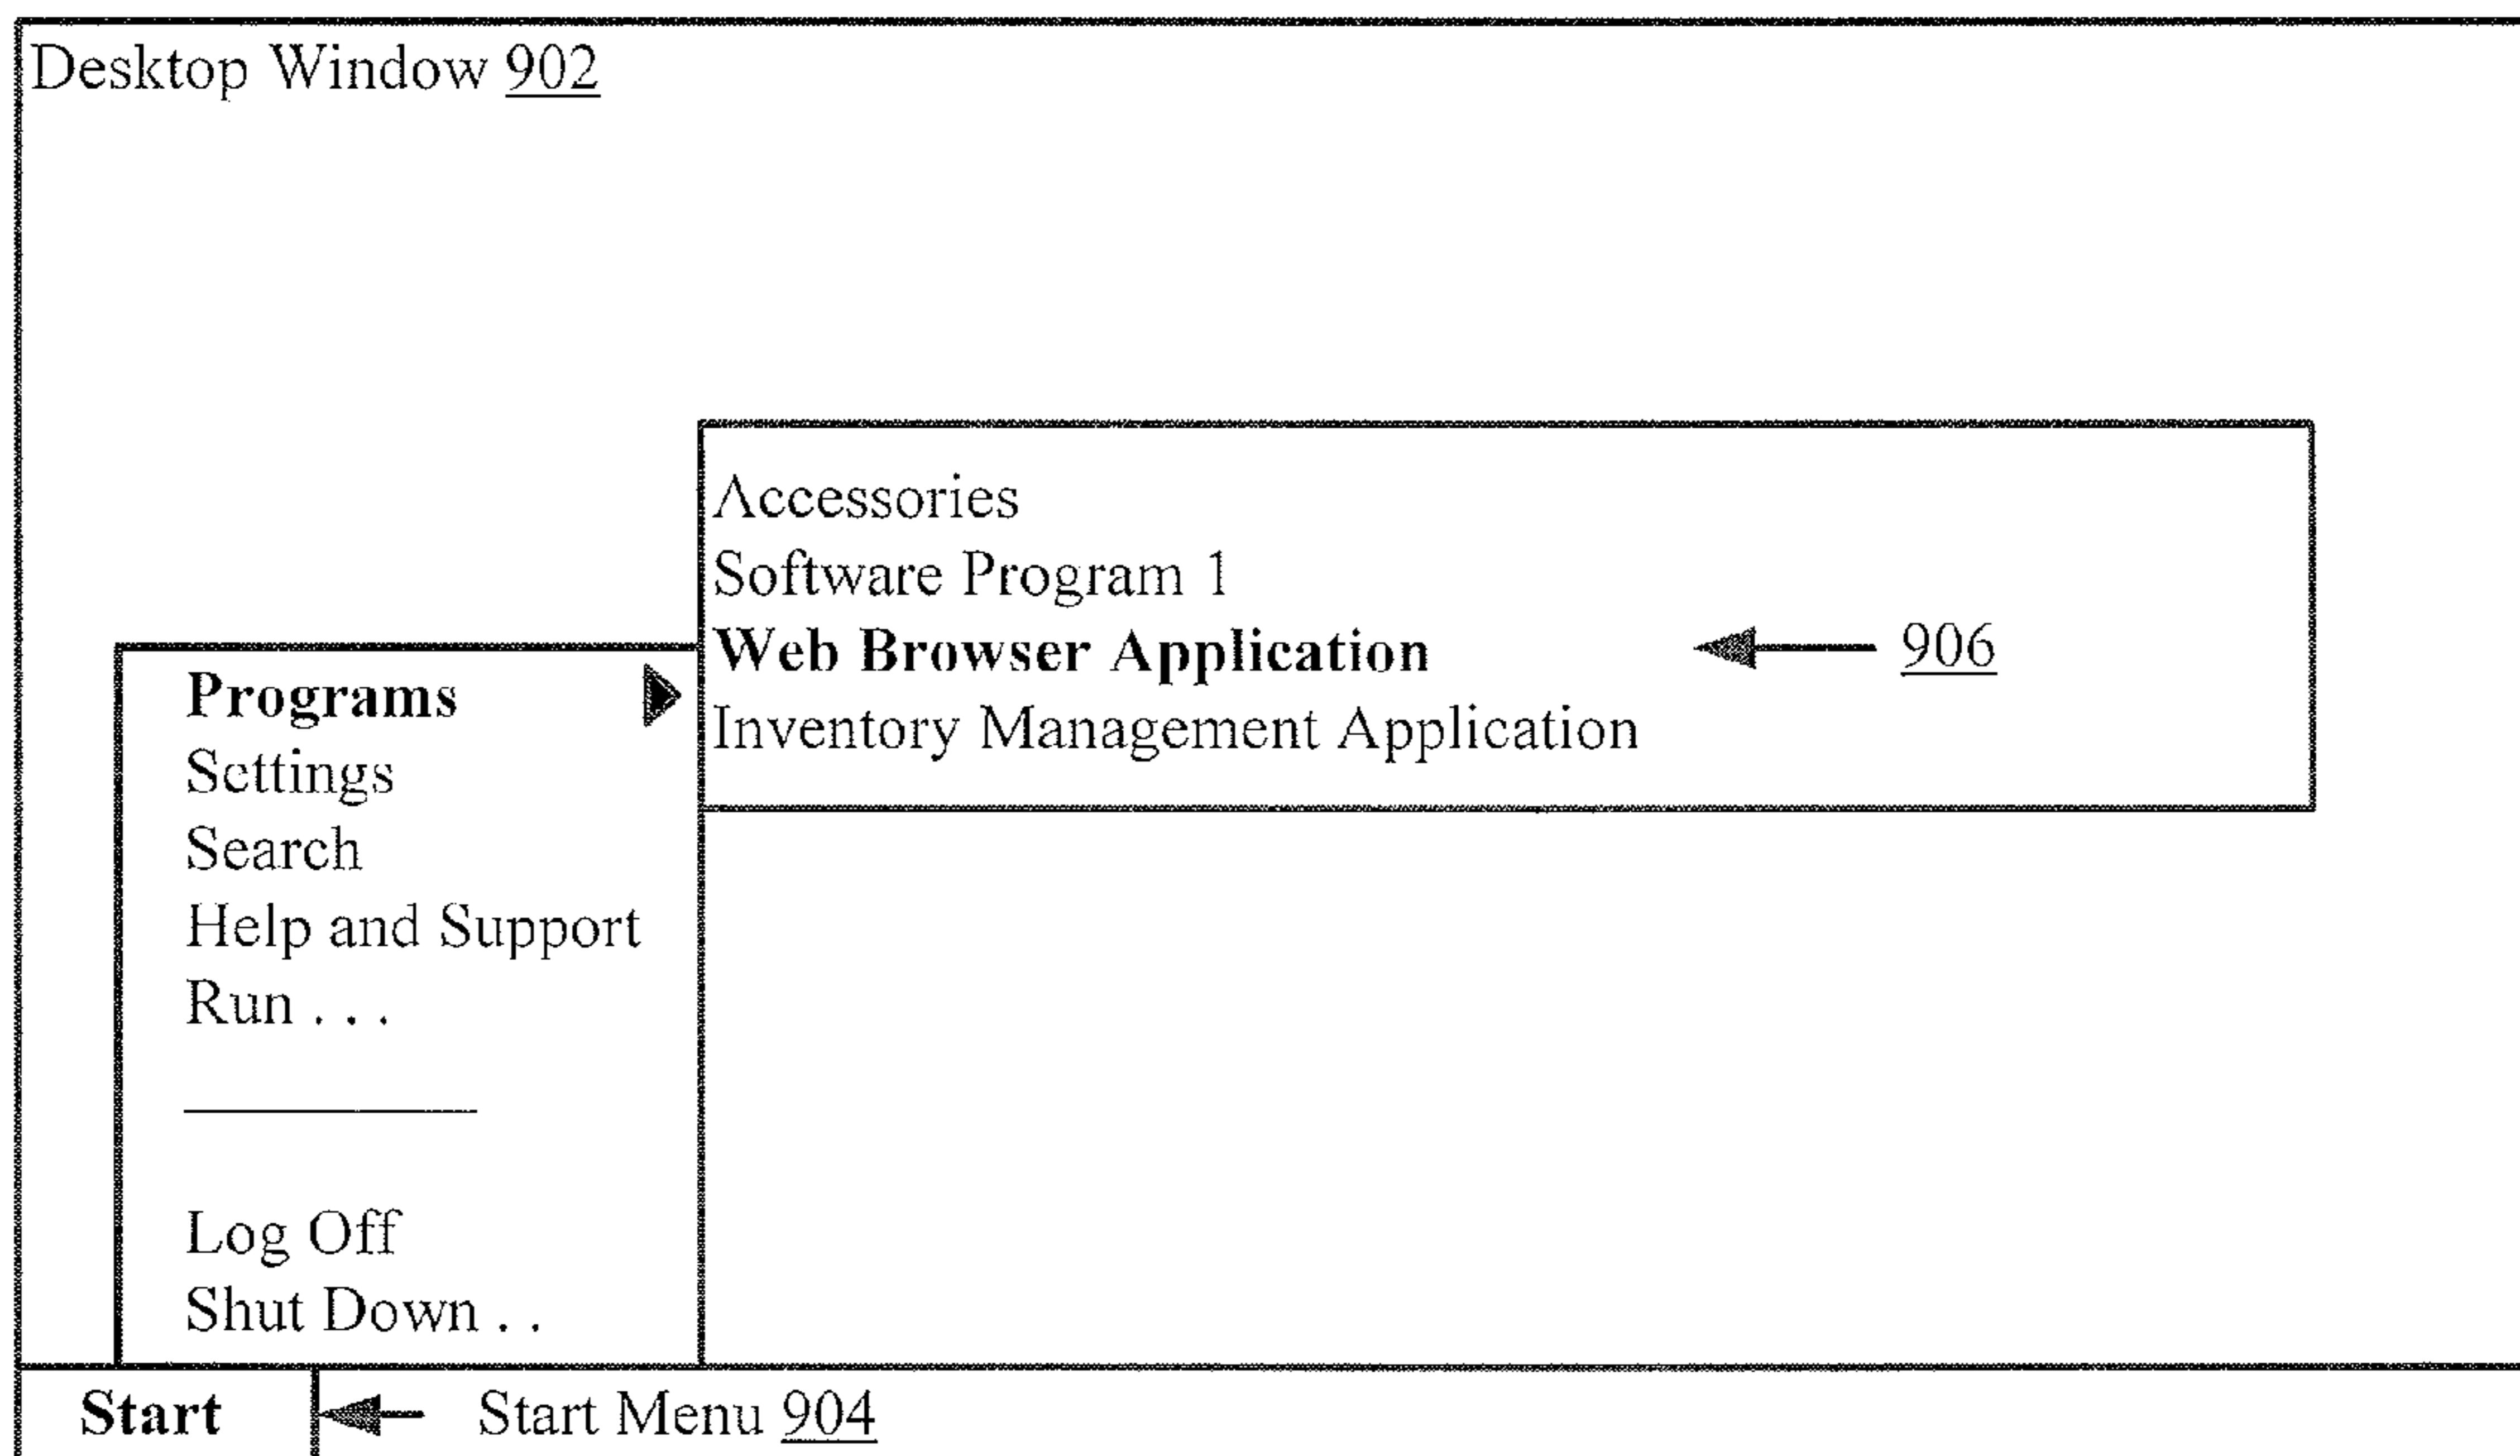 Desktop Window 902
Accessories
Software Program 1
Web Browser Application
906
Inventory Management Application
Programs
Settings
Search
Help and Support
Run . . .
Log Off
Shut Down . .
Start
Start Menu 904